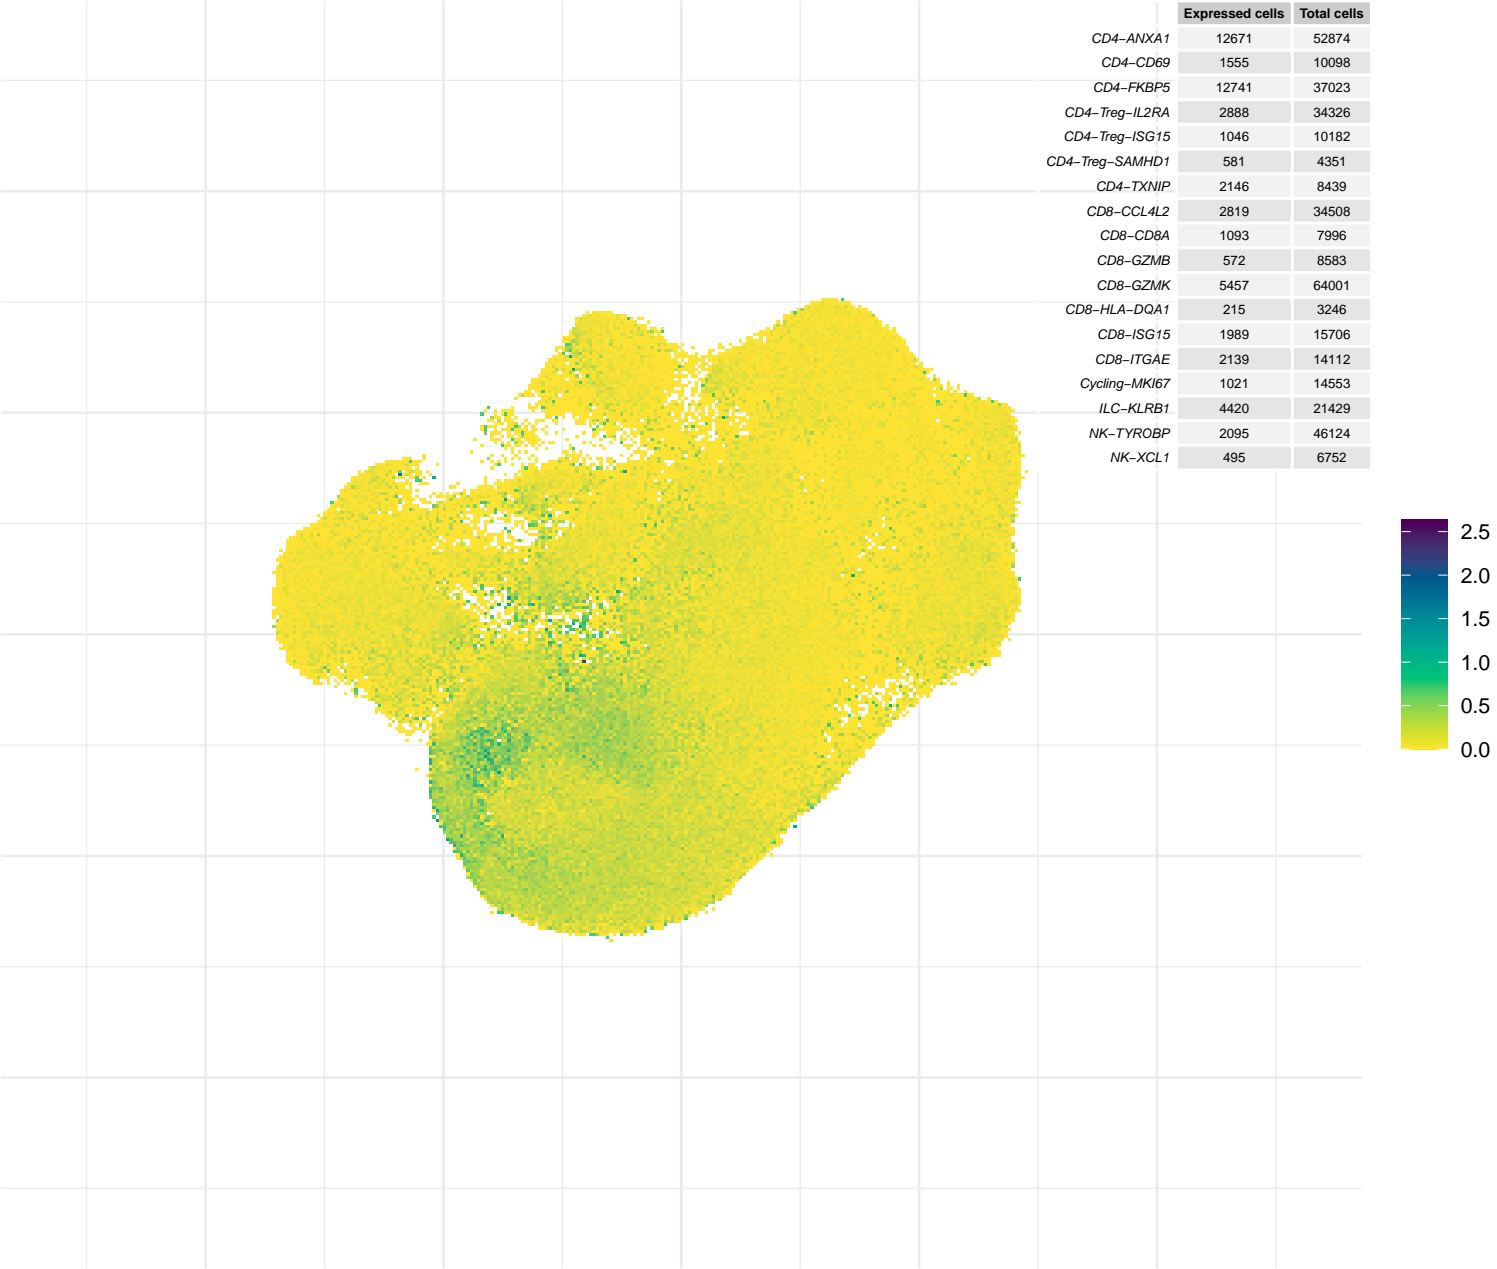 Expressed cells Total cells
CD4−ANXA1 12671 52874
CD4−CD69 1555 10098
CD4−FKBP5 12741 37023
CD4−Treg−IL2RA 2888 34326
CD4−Treg−ISG15 1046 10182
CD4−Treg−SAMHD1 581 4351
CD4−TXNIP 2146 8439
CD8−CCL4L2 2819 34508
CD8−CD8A 1093 7996
CD8−GZMB 572 8583
CD8−GZMK 5457 64001
CD8−HLA−DQA1 215 3246
CD8−ISG15 1989 15706
CD8−ITGAE 2139 14112
Cycling−MKI67 1021 14553
ILC−KLRB1 4420 21429
NK−TYROBP 2095 46124
NK−XCL1 495 6752
2.5
2.0
1.5
1.0
0.5
0.0